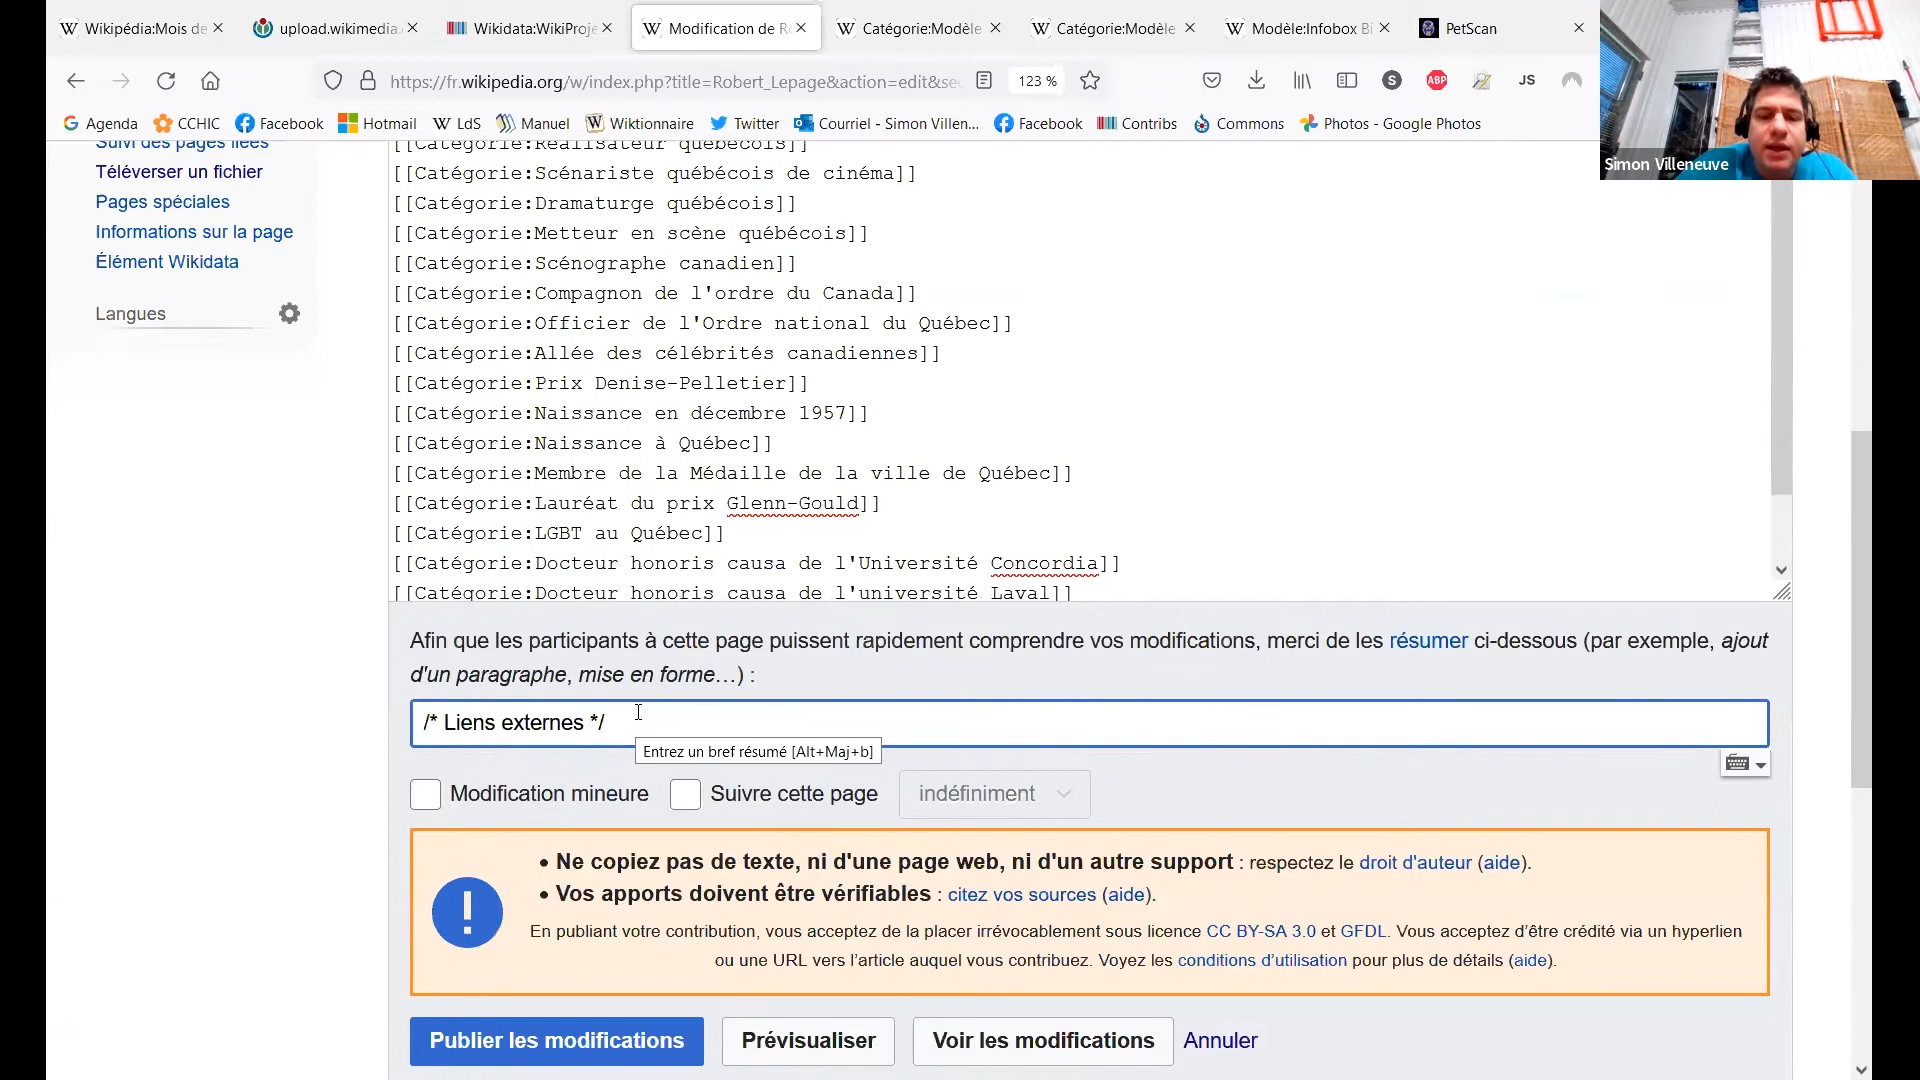 Wikipédia:Mois de
upload.wikimedia.
Wikidata:WikiProje
Modification de Ro
Catégorie:Modèle
Catégorie:Modèle
Modèle:Infobox Bi
PetScan
https://fr.wikipedia.org/w/index.php?title=Robert_Lepage&action=edit&sec
123 %
S
ABP
JS
Agenda
CCHIC
Facebook
Hotmail
LdS
Manuel
Wiktionnaire
Twitter
Courriel - Simon Villen...
Facebook
Contribs
Commons
Photos - Google Photos
Simon Villeneuve
Suivi des pages liées
Téléverser un fichier
Pages spéciales
Informations sur la page
Élément Wikidata
Langues
[[Catégorie:Réalisateur québécois]]
[[Catégorie:Scénariste québécois de cinéma]]
[[Catégorie:Dramaturge québécois]]
[[Catégorie:Metteur en scène québécois]]
[[Catégorie:Scénographe canadien]]
[[Catégorie:Compagnon de l'ordre du Canada]]
[[Catégorie:Officier de l'Ordre national du Québec]]
[[Catégorie:Allée des célébrités canadiennes]]
[[Catégorie:Prix Denise-Pelletier]]
[[Catégorie:Naissance en décembre 1957]]
[[Catégorie:Naissance à Québec]]
[[Catégorie:Membre de la Médaille de la ville de Québec]]
[[Catégorie:Lauréat du prix Glenn-Gould]]
[[Catégorie:LGBT au Québec]]
[[Catégorie:Docteur honoris causa de l'Université Concordia]]
[[Catégorie:Docteur honoris causa de l'université Laval]]
Afin que les participants à cette page puissent rapidement comprendre vos modifications, merci de les résumer ci-dessous (par exemple, ajout
d'un paragraphe, mise en forme…) :
/* Liens externes */
Entrez un bref résumé [Alt+Maj+b]
Modification mineure
Suivre cette page
indéfiniment
• Ne copiez pas de texte, ni d'une page web, ni d'un autre support : respectez le droit d'auteur (aide).
• Vos apports doivent être vérifiables : citez vos sources (aide).
En publiant votre contribution, vous acceptez de la placer irrévocablement sous licence CC BY-SA 3.0 et GFDL. Vous acceptez d’être crédité via un hyperlien
ou une URL vers l’article auquel vous contribuez. Voyez les conditions d’utilisation pour plus de détails (aide).
Publier les modifications
Prévisualiser
Voir les modifications
Annuler